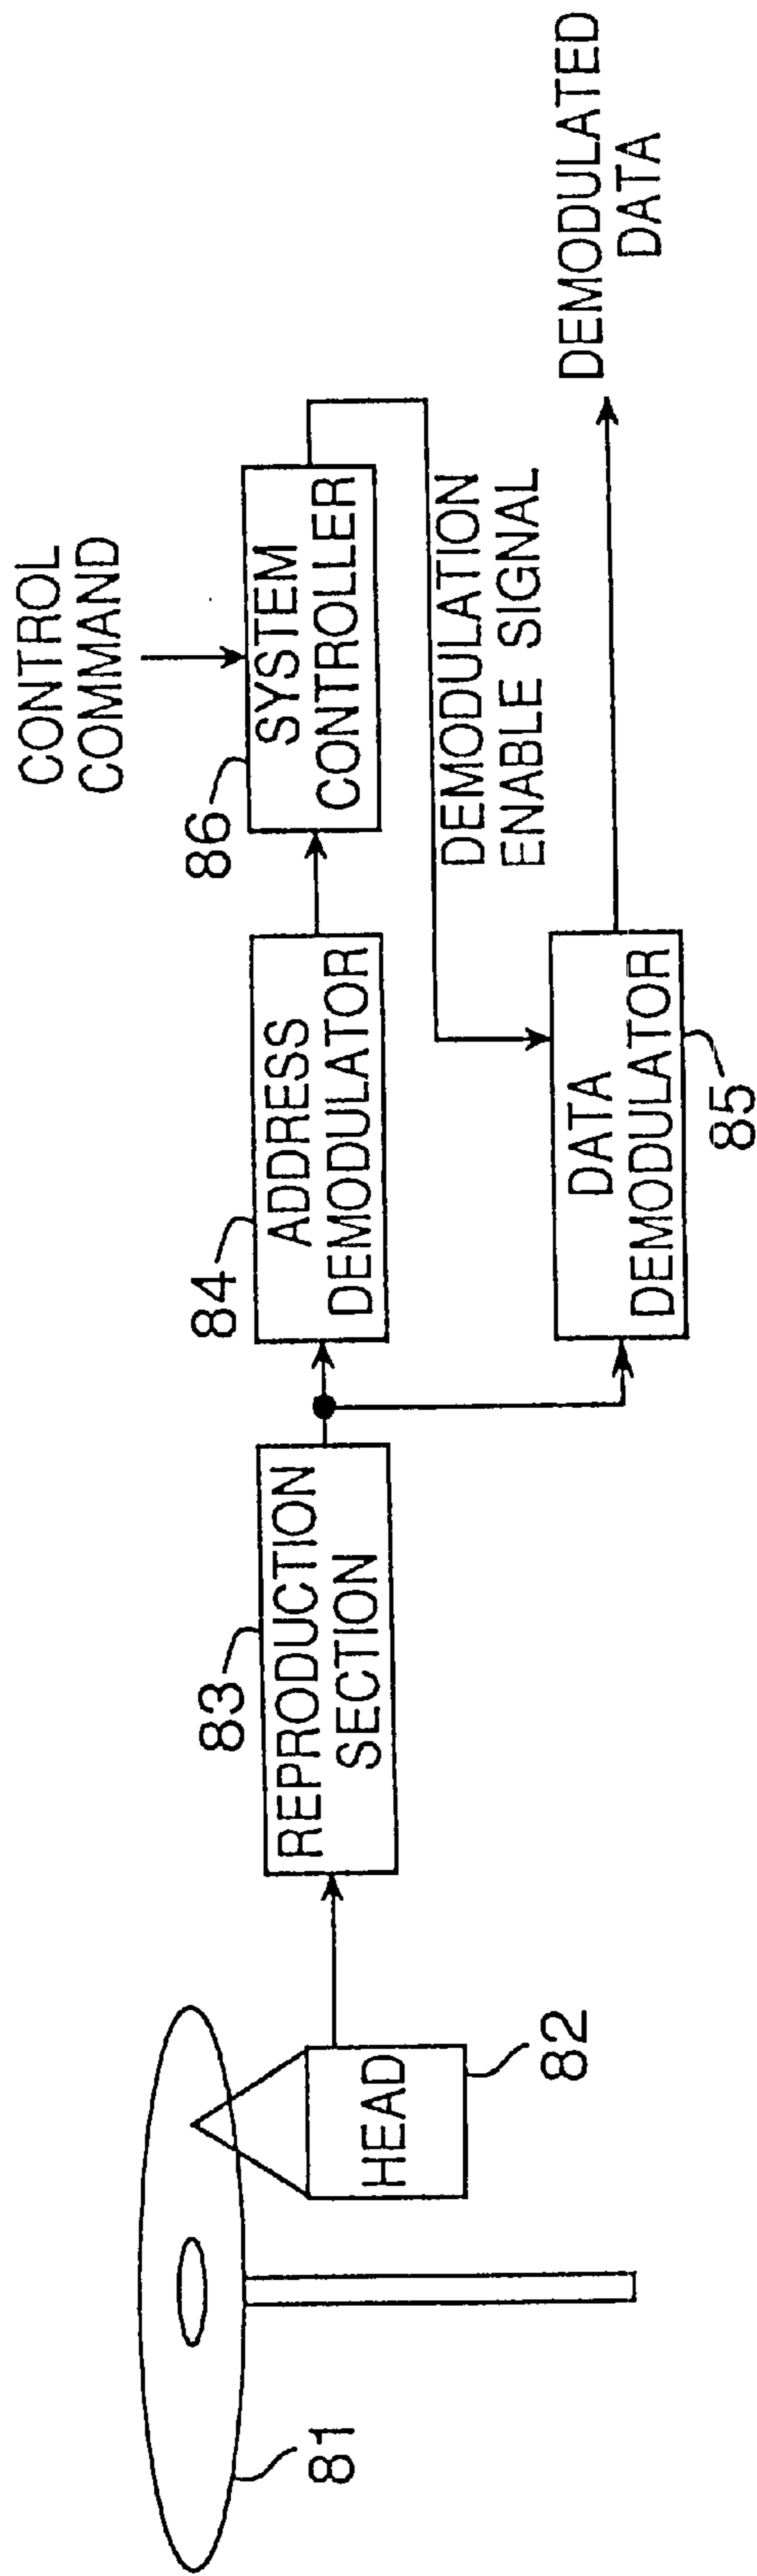 81
HEAD
82
83
REPRODUCTION
SECTION
84
ADDRESS
DEMODULATOR
86
SYSTEM
CONTROLLER
CONTROL
COMMAND
DEMODULATION
ENABLE SIGNAL
DATA
DEMODULATOR
85
DEMODULATED
DATA